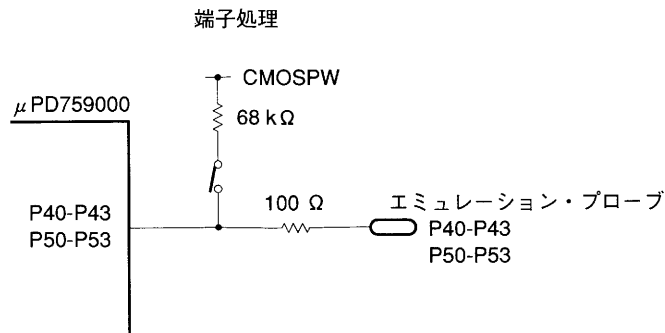 端子処理
CMOSPW
μPD759000
68 kΩ
100 Ω
エミュレーション・プローブ
P40-P43
P50-P53
P40-P43
P50-P53